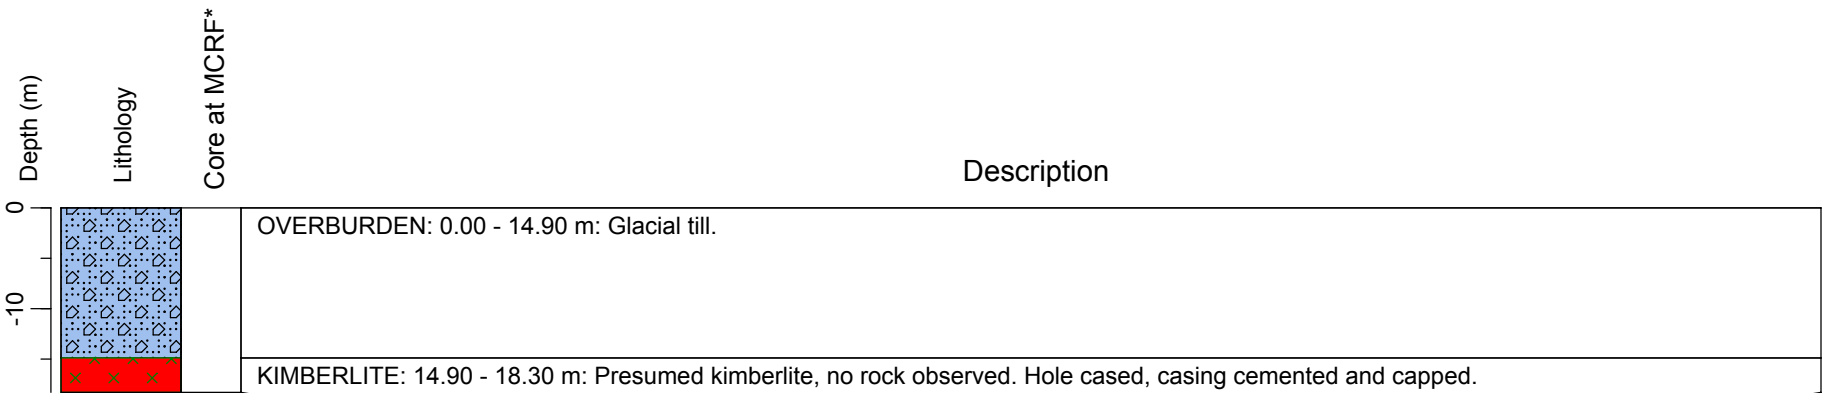 Depth (m)
Lithology
Core at MCRF*
Description
0
OVERBURDEN: 0.00 - 14.90 m: Glacial till.
-10
KIMBERLITE: 14.90 - 18.30 m: Presumed kimberlite, no rock observed. Hole cased, casing cemented and capped.